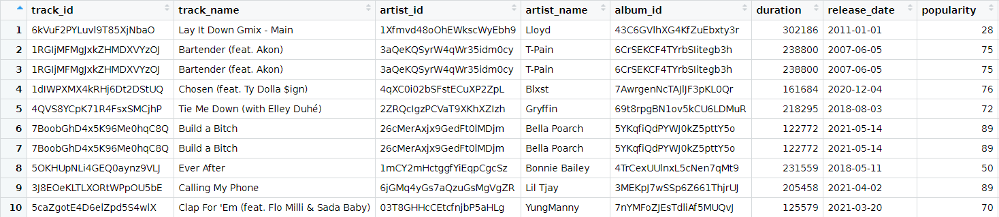 track_id track_name artist_id artist_name album_id duration release_date popularity
1 6kVuF2PYLuvl9T85XjNbaO Lay It Down Gmix - Main 1Xfmvd48oOhEWkscWyEbh9 Lloyd 43C6GVlhXG4KfZuEbxty3r 302186 2011-01-01 28
2 1RGIjMFMgJxkZHMDXVYzOJ Bartender (feat. Akon) 3aQeKQSyrW4qWr35idm0cy T-Pain 6CrSEKCF4TYrbSIitegb3h 238800 2007-06-05 75
3 1RGIjMFMgJxkZHMDXVYzOJ Bartender (feat. Akon) 3aQeKQSyrW4qWr35idm0cy T-Pain 6CrSEKCF4TYrbSIitegb3h 238800 2007-06-05 75
4 1dIWPXMX4kRHj6Dt2DStUQ Chosen (feat. Ty Dolla $ign) 4qXC0i02bSFstECuXP2ZpL Blxst 7AwrgenNcTAJlJF3pKL0Qr 161684 2020-12-04 76
5 4QVS8YCpK71R4FsxSMCjhP Tie Me Down (with Elley Duhé) 2ZRQcIgzPCVaT9XKhXZIzh Gryffin 69t8rpgBN1ov5kCU6LDMuR 218295 2018-08-03 72
6 7BoobGhD4x5K96Me0hqC8Q Build a Bitch 26cMerAxjx9GedFt0lMDjm Bella Poarch 5YKqfiQdPYWJ0kZ5pttY5o 122772 2021-05-14 89
7 7BoobGhD4x5K96Me0hqC8Q Build a Bitch 26cMerAxjx9GedFt0lMDjm Bella Poarch 5YKqfiQdPYWJ0kZ5pttY5o 122772 2021-05-14 89
8 5OKHUpNLi4GEQ0aynz9VLJ Ever After 1mCY2mHctggfYiEqpCgcSz Bonnie Bailey 4TrCexUUlnxL5cNen7qMt9 231559 2018-05-11 50
9 3J8EOeKLTLXORtWPpOU5bE Calling My Phone 6jGMq4yGs7aQzuGsMgVgZR Lil Tjay 3MEKpJ7wSSp6Z661ThjrUJ 205458 2021-04-02 89
10 5caZgotE4D6elZpd5S4wlX Clap For 'Em (feat. Flo Milli & Sada Baby) 03T8GHHcCEtcfnjbP5aHLg YungManny 7nYMFoZJEsTdliAf5MUQvJ 125579 2021-03-20 70